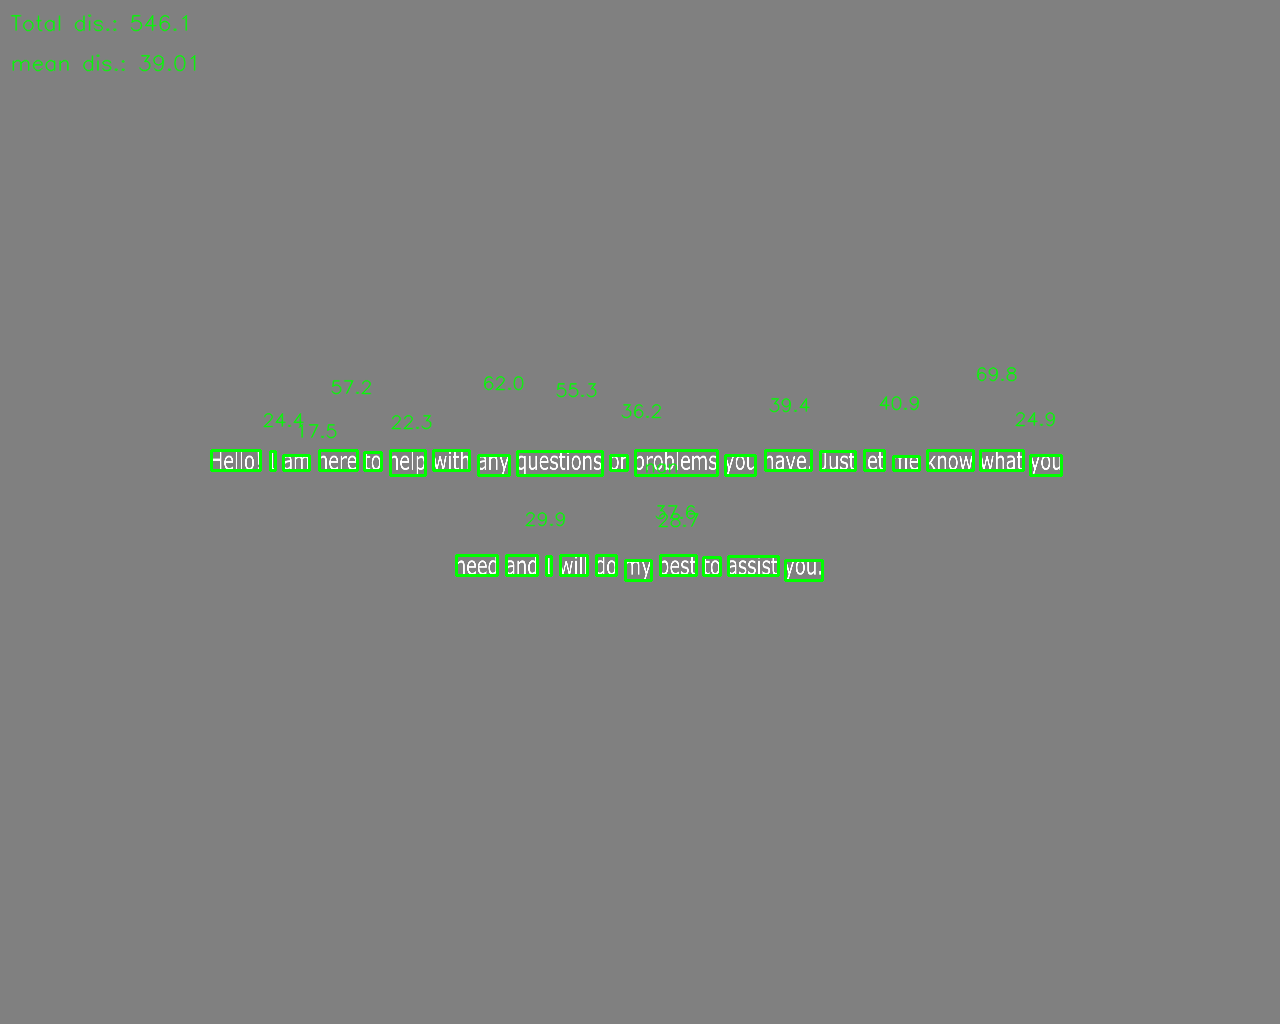 Total dis.: 546.1
mean dis.: 39.01
69.8
57.2 62.0 55.3
36.2 39.4 40.9
24.4 17.5 22.3 24.9
Hello! I am here to help with any questions or problems you have. Just let me know what you
37.6
29.9 28.7
need and I will do my best to assist you.